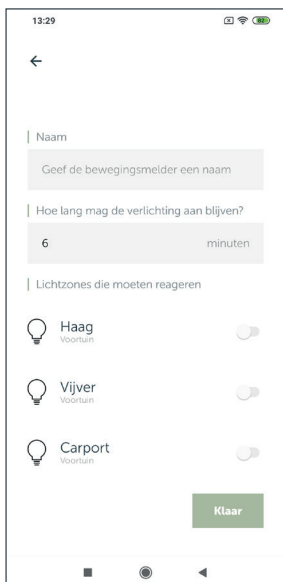 13:29
82
Naam
Geef de bewegingsmelder een naam
Hoe lang mag de verlichting aan blijven?
6 minuten
Lichtzones die moeten reageren
Haag
Voortuin
Vijver
Voortuin
Carport
Voortuin
Klaar